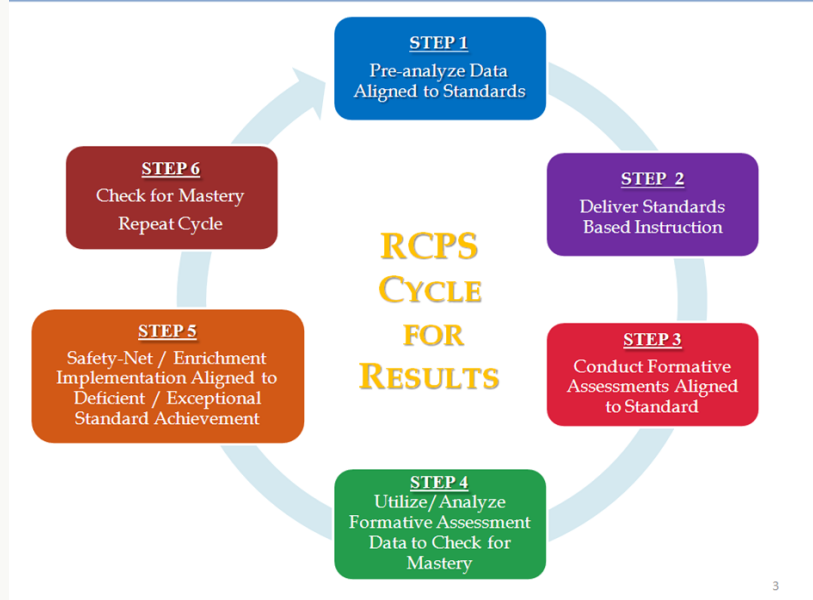 STEP 1
Pre-analyze Data
Aligned to Standards
STEP 2
Deliver Standards
Based Instruction
STEP 3
Conduct Formative
Assessments Aligned
to Standard
STEP 4
Utilize/Analyze
Formative Assessment
Data to Check for
Mastery
STEP 5
Safety-Net / Enrichment
Implementation Aligned to
Deficient / Exceptional
Standard Achievement
STEP 6
Check for Mastery
Repeat Cycle
RCPS
CYCLE
FOR
RESULTS
3